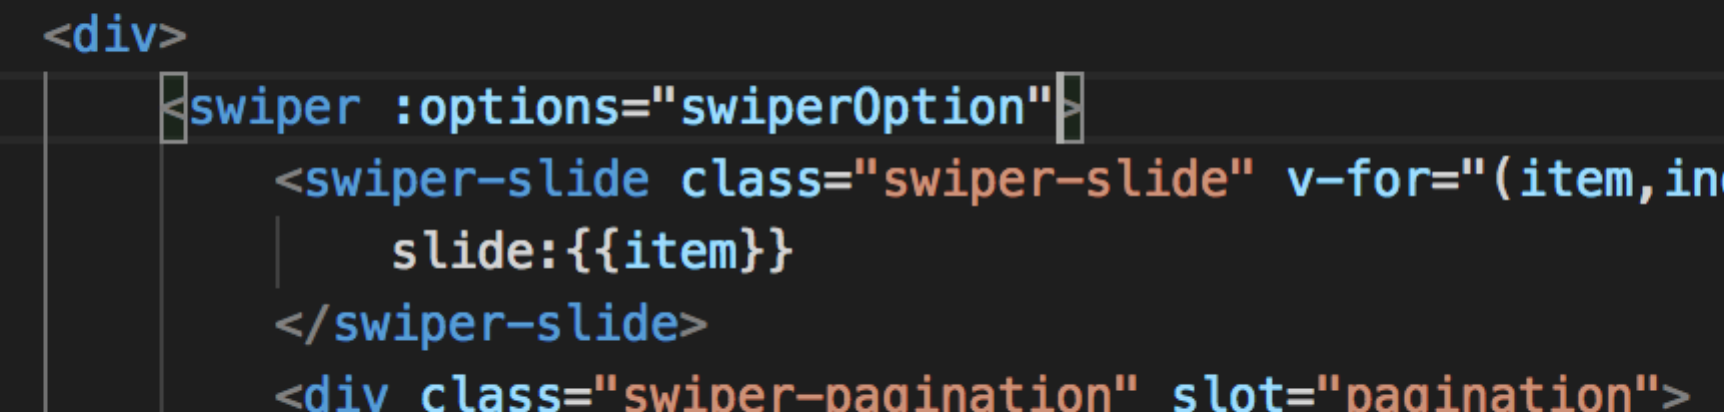 <div>
<swiper :options="swiperOption">
<swiper-slide class="swiper-slide" v-for="(item,in
slide:{{item}}
</swiper-slide>
<div class="swiper-pagination" slot="pagination">